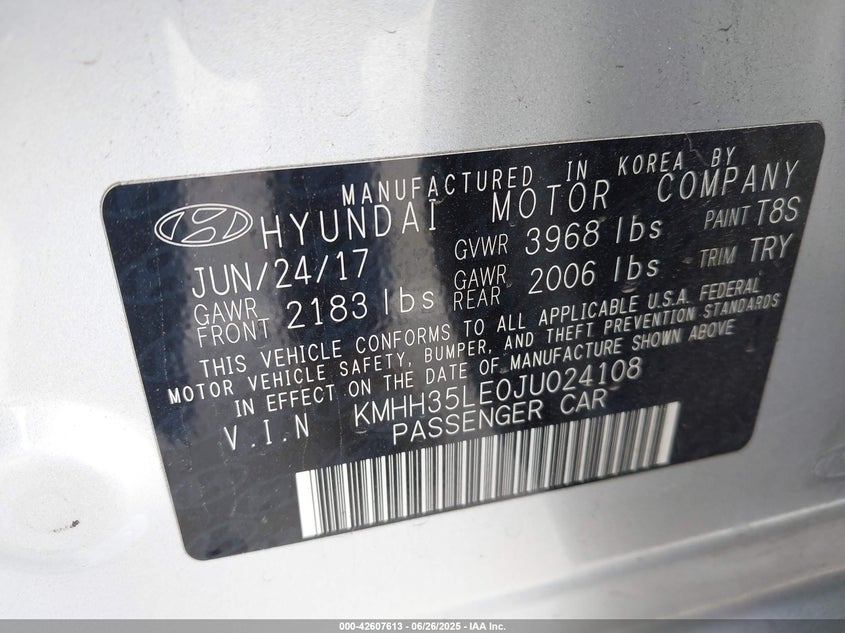 MANUFACTURED IN KOREA BY
HYUNDAI MOTOR COMPANY
JUN/24/17 GVWR 3968 lbs PAINT T8S
GAWR FRONT 2183 lbs GAWR REAR 2006 lbs TRIM TRY
THIS VEHICLE CONFORMS TO ALL APPLICABLE U.S.A. FEDERAL
MOTOR VEHICLE SAFETY, BUMPER, AND THEFT PREVENTION STANDARDS
IN EFFECT ON THE DATE OF MANUFACTURE SHOWN ABOVE
V.I.N KMHH35LE0JU024108
PASSENGER CAR
000-42607613 - 06/26/2025 - IAA Inc.